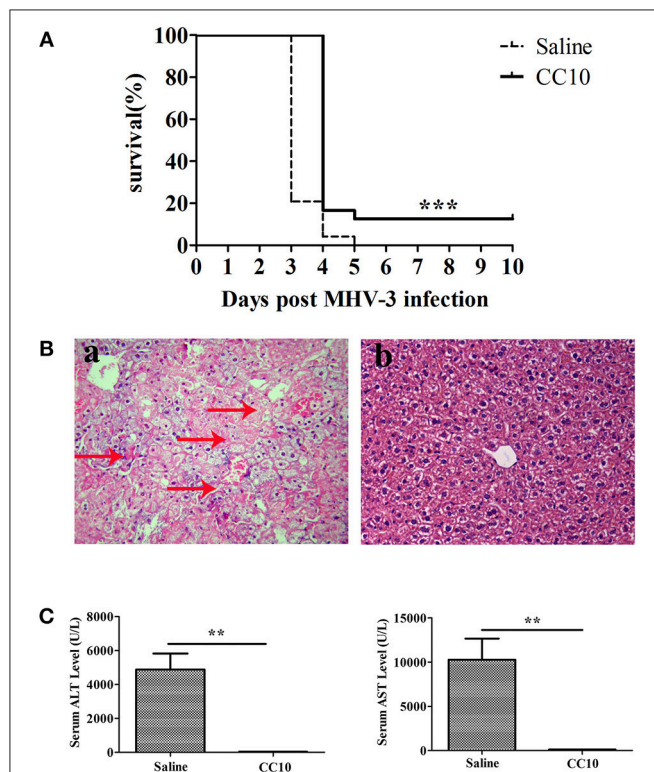 A
survival(%)
100
80
60
40
20
0
Saline
CC10
***
0 1 2 3 4 5 6 7 8 9 10
Days post MHV-3 infection
B
a
b
C
Serum ALT Level (U/L)
8000
6000
4000
2000
0
**
Saline CC10
Serum AST Level (U/L)
15000
10000
5000
0
**
Saline CC10